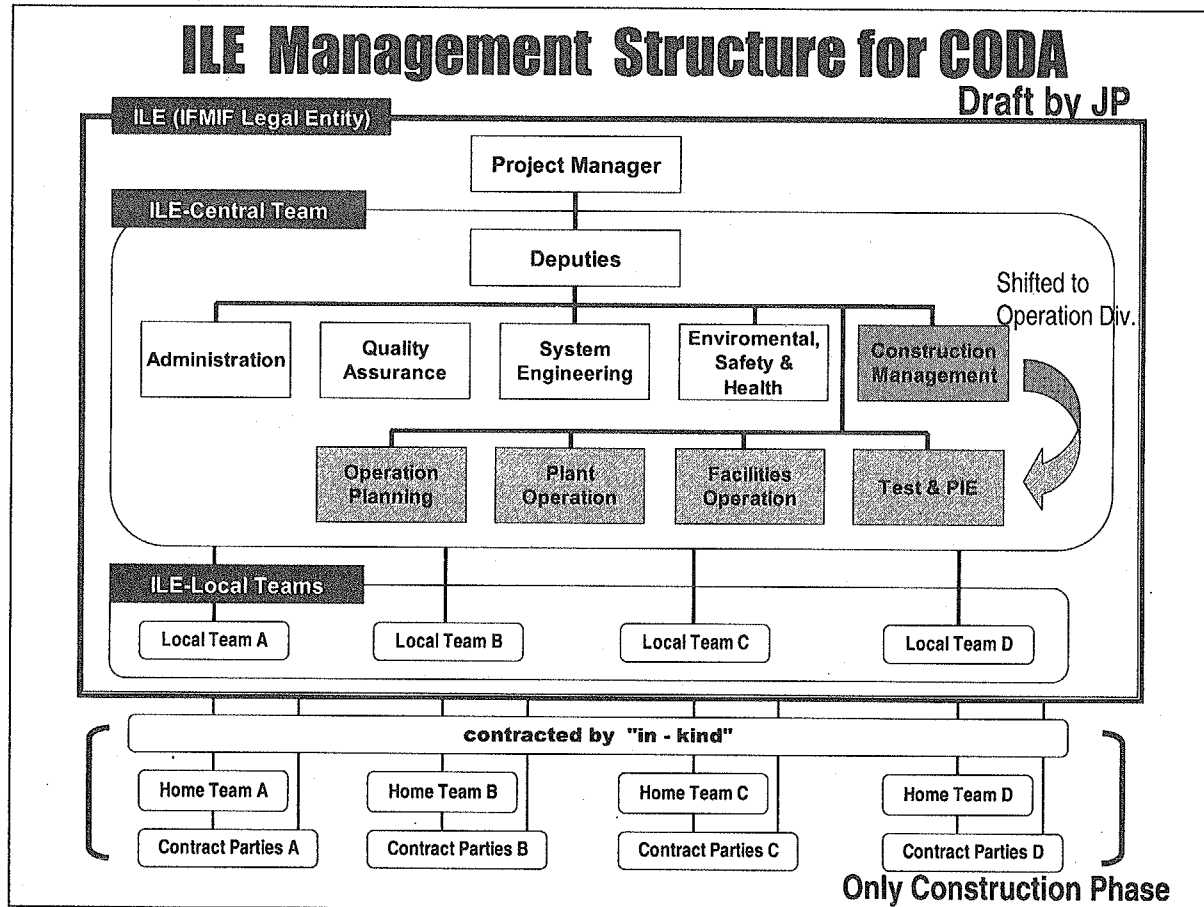 ILE Management Structure for CODA
Draft by JP
ILE (IFMIF Legal Entity)
Project Manager
ILE-Central Team
Deputies
Shifted to
Operation Div.
Administration
Quality
Assurance
System
Engineering
Enviromental,
Safety &
Health
Construction
Management
Operation
Planning
Plant
Operation
Facilities
Operation
Test & PIE
ILE-Local Teams
Local Team A
Local Team B
Local Team C
Local Team D
contracted by "in - kind"
Home Team A
Home Team B
Home Team C
Home Team D
Contract Parties A
Contract Parties B
Contract Parties C
Contract Parties D
Only Construction Phase